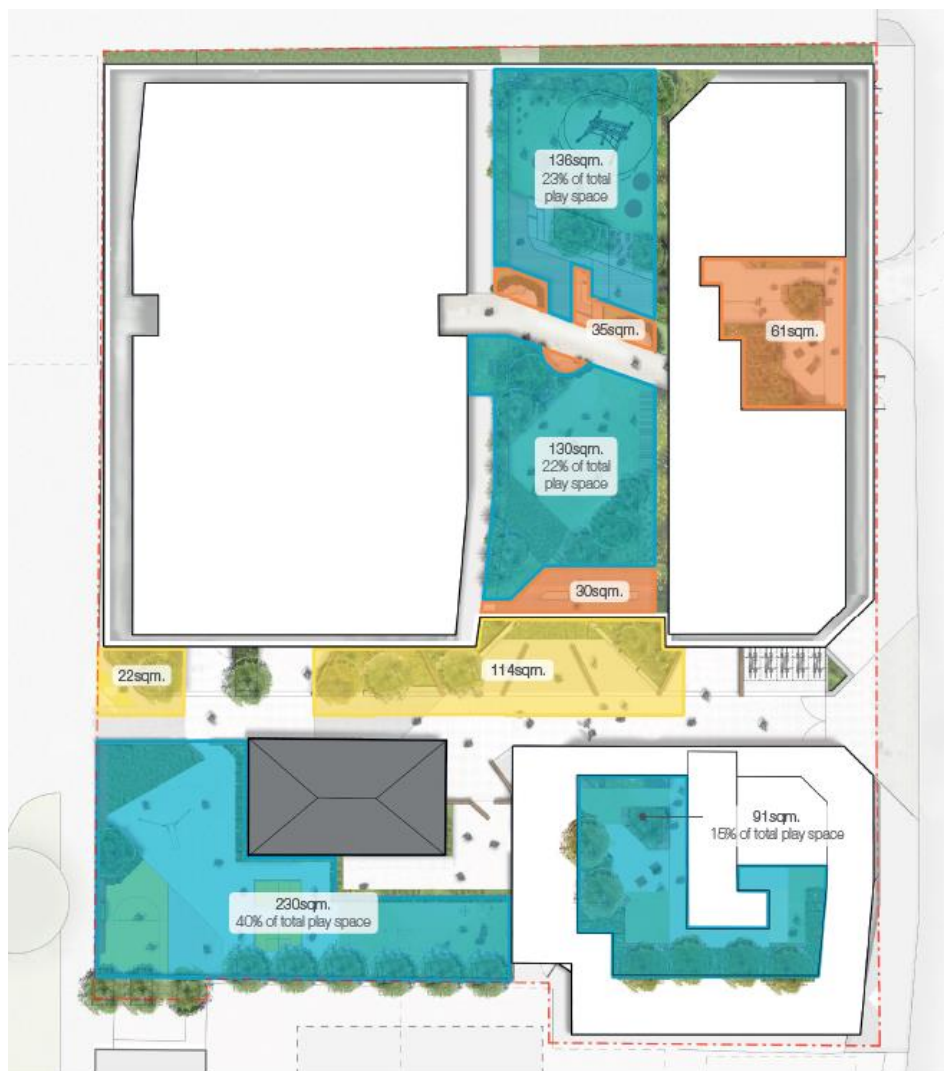 136sqm.
23% of total
play space
35sqm.
61sqm.
130sqm.
22% of total
play space
30sqm.
22sqm.
114sqm.
91sqm.
15% of total play space
230sqm.
40% of total play space